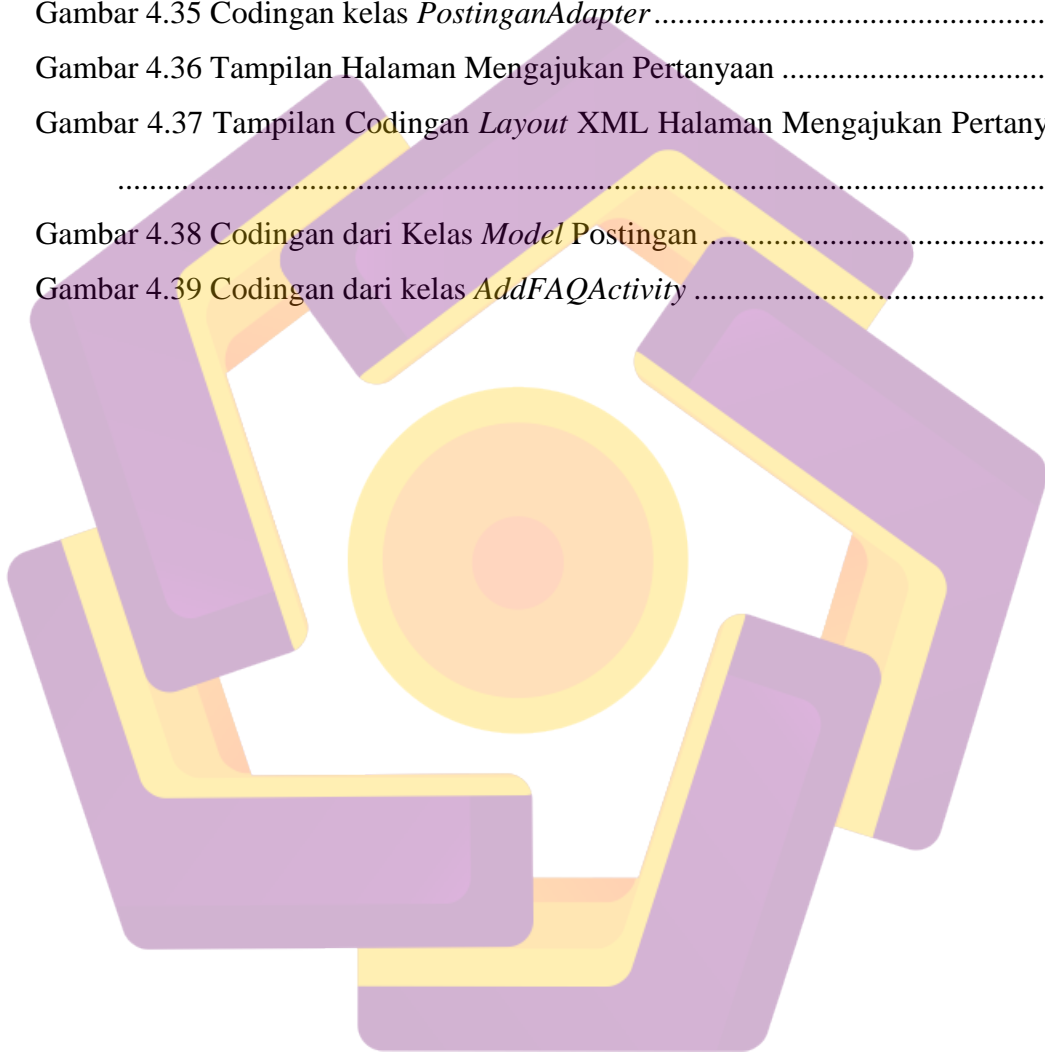 Gambar 4.35 Codingan kelas PostinganAdapter.................................................
Gambar 4.36 Tampilan Halaman Mengajukan Pertanyaan .................................
Gambar 4.37 Tampilan Codingan Layout XML Halaman Mengajukan Pertany
....................................................................................................................
Gambar 4.38 Codingan dari Kelas Model Postingan...........................................
Gambar 4.39 Codingan dari kelas AddFAQActivity ............................................